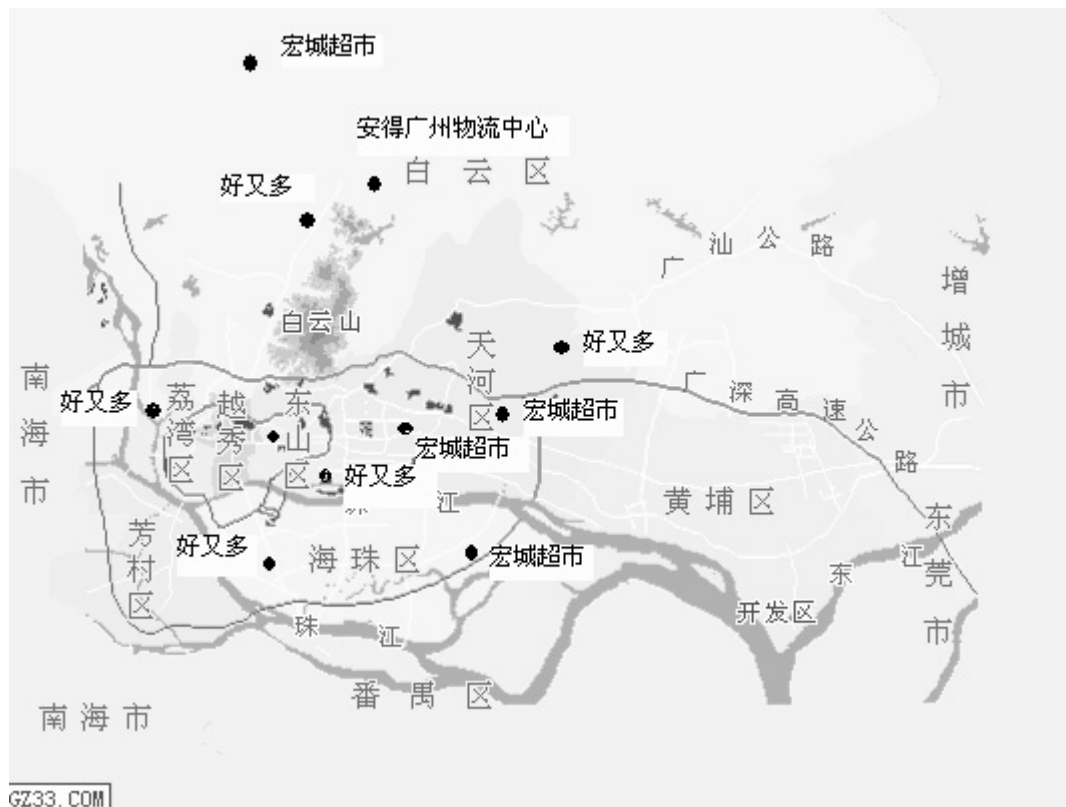 宏城超市
安得广州物流中心
白云区
好又多
广汕公路
增城市
白云山
天河区
好又多
南海市
好又多
荔湾区
越秀区
东山区
广深高速公路
宏城超市
宏城超市
好又多
江
黄埔区
芳村区
好又多
海珠区
宏城超市
东江
东莞市
开发区
珠江
番禺区
南海市
GZ33.COM